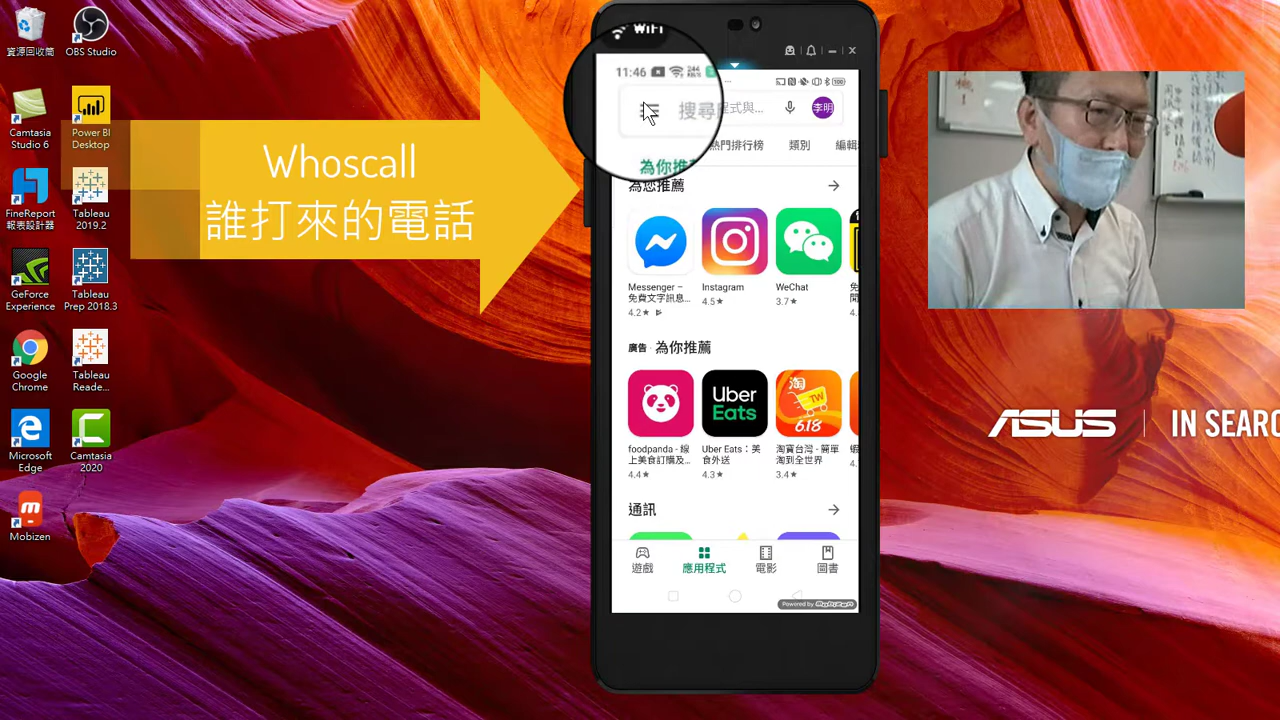 資源回收筒
OBS Studio
Camtasia
Studio 6
Power BI
Desktop
FineReport
報表設計器
Tableau
2019.2
GeForce
Experience
Tableau
Prep 2018.3
Google
Chrome
Tableau
Reade...
Microsoft
Edge
Camtasia
2020
Mobizen
Whoscall
誰打來的電話
WiFi
11:46
搜尋
程式與...
李明
為你推
熱門排行榜
類別
編輯
為您推薦
Messenger –
免費文字訊息...
4.2★
Instagram
4.5★
WeChat
3.7★
廣告 · 為你推薦
Uber
Eats
淘
TW
6.18
foodpanda - 線
上美食訂購及...
4.4★
Uber Eats：美
食外送
4.3★
淘寶台灣 - 簡單
淘到全世界
3.4★
通訊
遊戲
應用程式
電影
圖書
Powered by
ASUS
IN SEARC